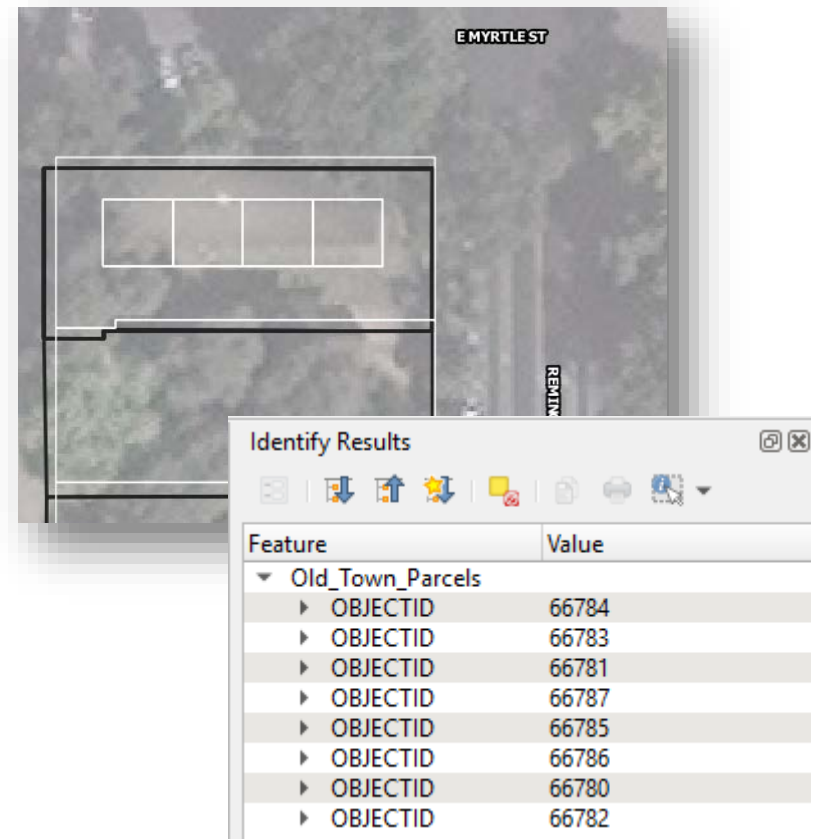 E MYRTLE ST
REMIN
Identify Results
Feature Value
Old_Town_Parcels
OBJECTID 66784
OBJECTID 66783
OBJECTID 66781
OBJECTID 66787
OBJECTID 66785
OBJECTID 66786
OBJECTID 66780
OBJECTID 66782